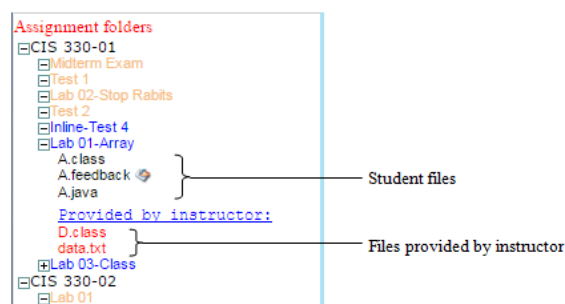 Assignment folders
CIS 330-01
Midterm Exam
Test 1
Lab 02-Stop Rabits
Test 2
Inline-Test 4
Lab 01-Array
A.class
A.feedback
A.java
Student files
Provided by instructor:
D.class
data.txt
Files provided by instructor
Lab 03-Class
CIS 330-02
Lab 01